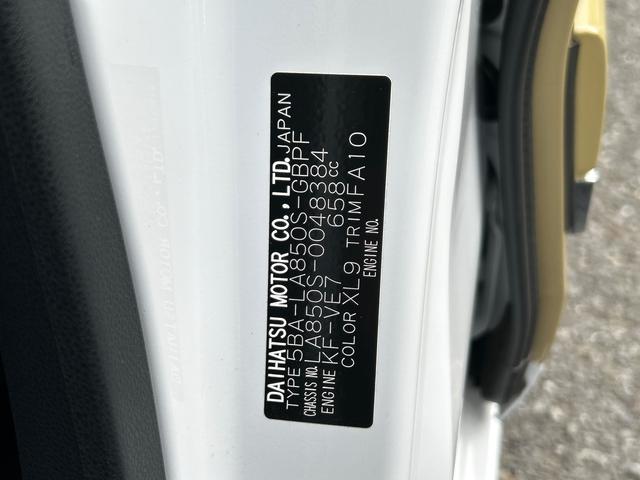 DAIHATSU MOTOR CO., LTD. JAPAN
TYPE 5BA-LA850S-GBPF
CHASSIS NO. LA850S-0048384
ENGINE KF-VE7 658cc
COLOR XL9 TRIM FA10
ENGINE NO.